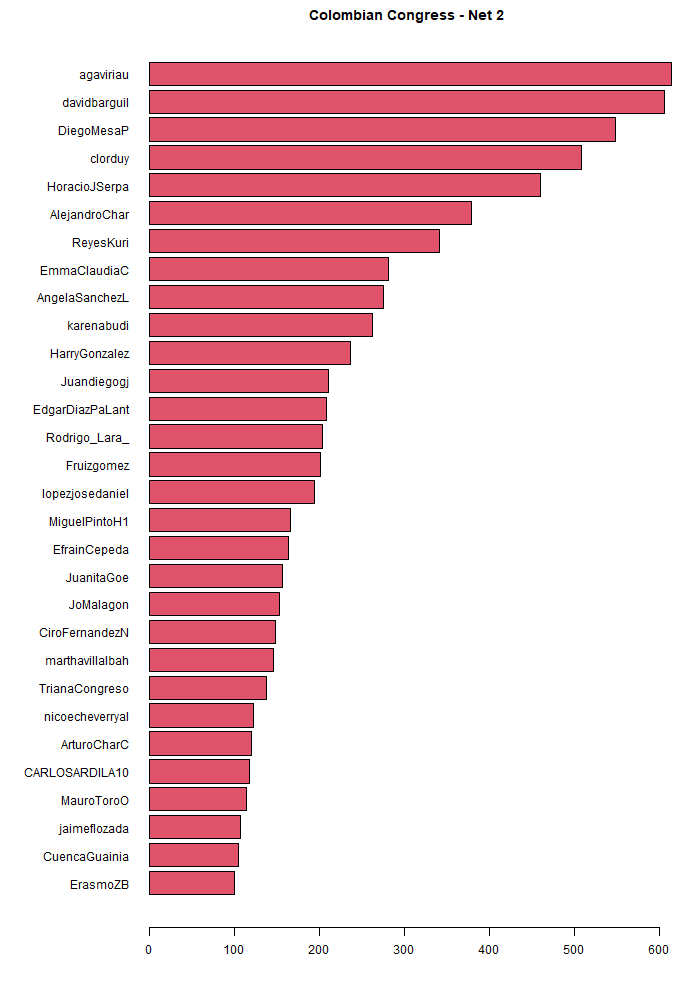 Colombian Congress - Net 2
agaviriau
davidbarguil
DiegoMesaP
clorduy
HoracioJSerpa
AlejandroChar
ReyesKuri
EmmaClaudiaC
AngelaSanchezL
karenabudi
HarryGonzalez
Juandiegogj
EdgarDiazPaLant
Rodrigo_Lara_
Fruizgomez
lopezjosedaniel
MiguelPintoH1
EfrainCepeda
JuanitaGoe
JoMalagon
CiroFernandezN
marthavillalbah
TrianaCongreso
nicoecheverryal
ArturoCharC
CARLOSARDILA10
MauroToroO
jaimeflozada
CuencaGuainia
ErasmoZB
0 100 200 300 400 500 600